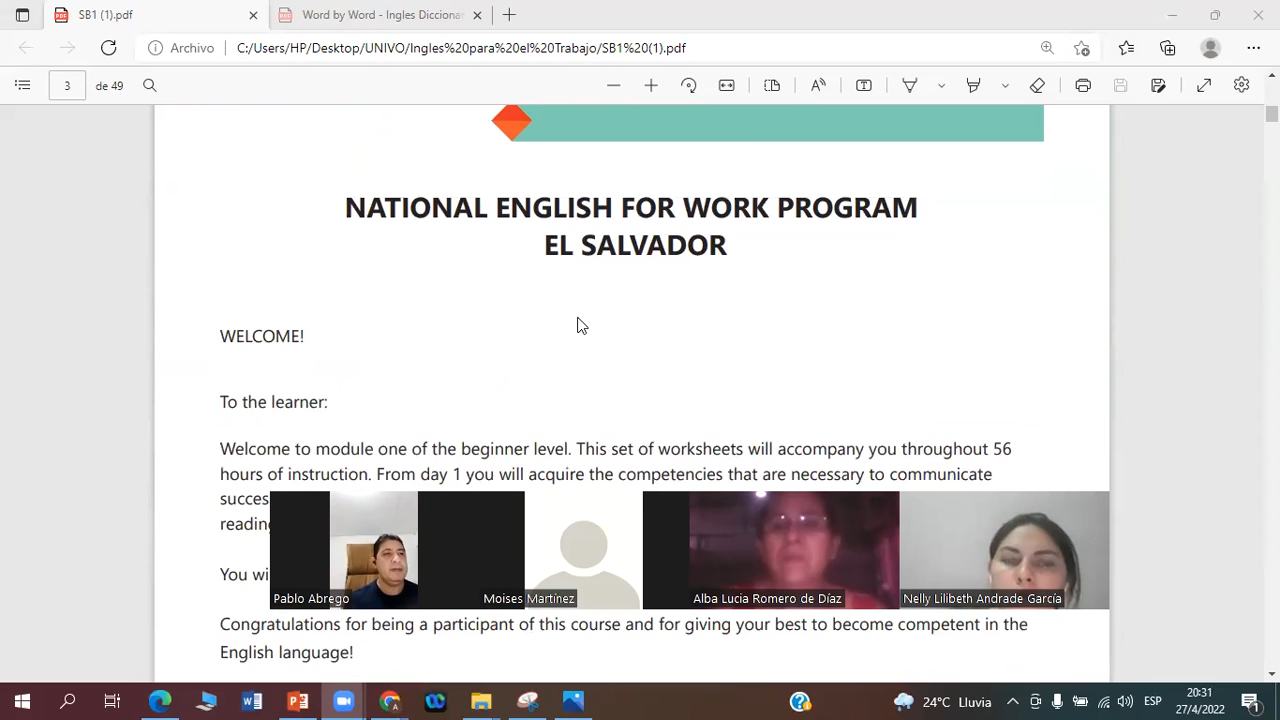 SB1 (1).pdf
Word by Word - Ingles Dicciona
Archivo
C:/Users/HP/Desktop/UNIVO/Ingles%20para%20el%20Trabajo/SB1%20(1).pdf
3
de 49
NATIONAL ENGLISH FOR WORK PROGRAM
EL SALVADOR
WELCOME!
To the learner:
Welcome to module one of the beginner level. This set of worksheets will accompany you throughout 56
hours of instruction. From day 1 you will acquire the competencies that are necessary to communicate
succes
reading
You wi
Pablo Abrego
Moises Martínez
Alba Lucia Romero de Díaz
Nelly Lilibeth Andrade García
Congratulations for being a participant of this course and for giving your best to become competent in the
English language!
24°C Lluvia
ESP
20:31
27/4/2022